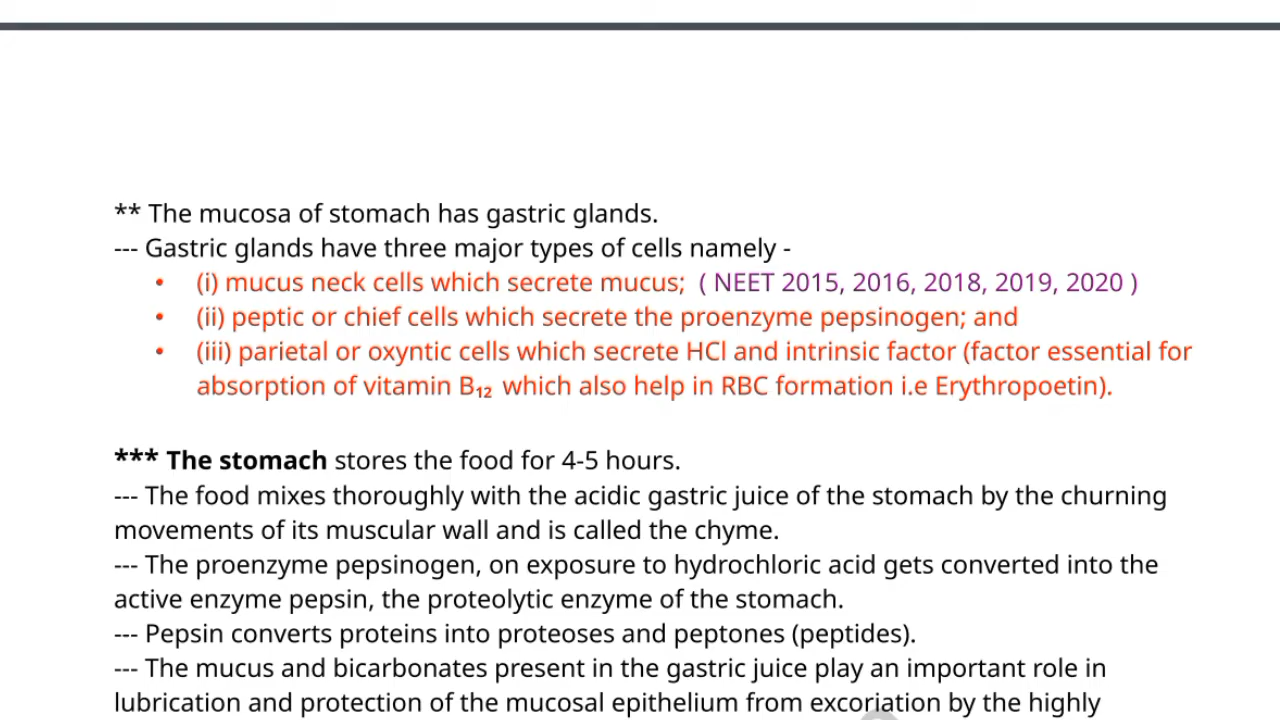 ** The mucosa of stomach has gastric glands.
--- Gastric glands have three major types of cells namely -
• (i) mucus neck cells which secrete mucus; ( NEET 2015, 2016, 2018, 2019, 2020 )
• (ii) peptic or chief cells which secrete the proenzyme pepsinogen; and
• (iii) parietal or oxyntic cells which secrete HCl and intrinsic factor (factor essential for
absorption of vitamin B₁₂ which also help in RBC formation i.e Erythropoetin).
*** The stomach stores the food for 4-5 hours.
--- The food mixes thoroughly with the acidic gastric juice of the stomach by the churning
movements of its muscular wall and is called the chyme.
--- The proenzyme pepsinogen, on exposure to hydrochloric acid gets converted into the
active enzyme pepsin, the proteolytic enzyme of the stomach.
--- Pepsin converts proteins into proteoses and peptones (peptides).
--- The mucus and bicarbonates present in the gastric juice play an important role in
lubrication and protection of the mucosal epithelium from excoriation by the highly